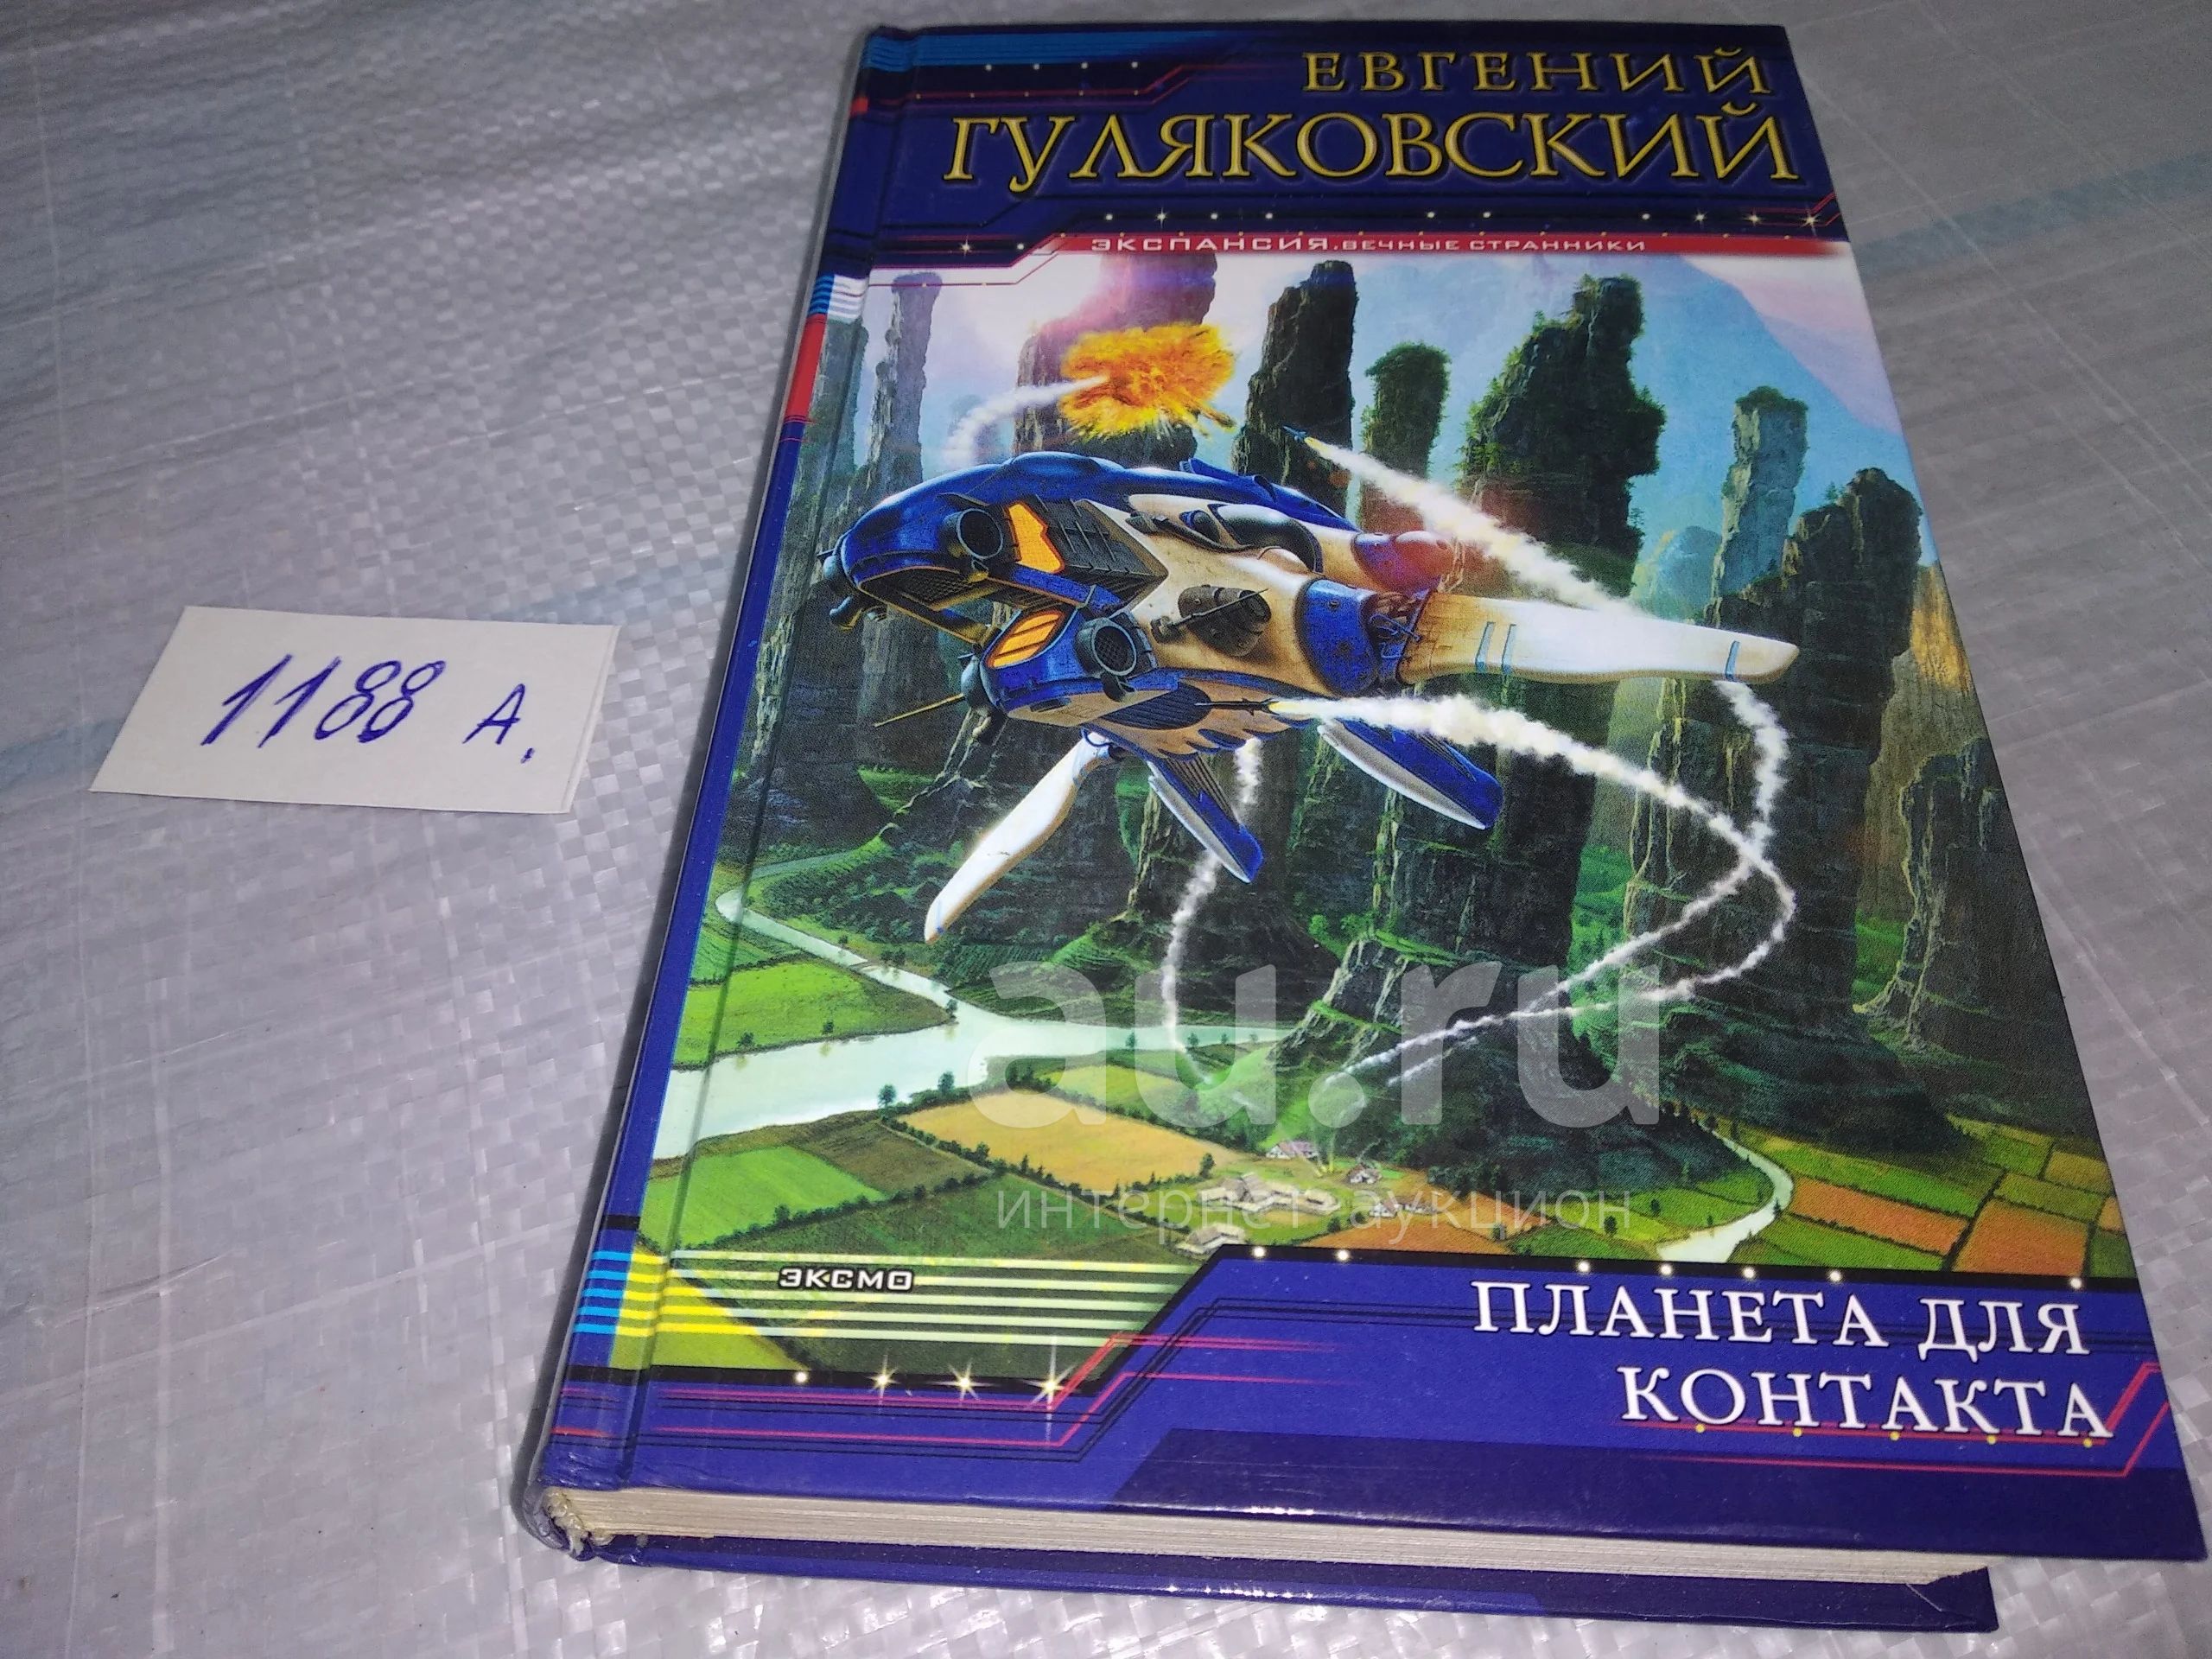 ЕВГЕНИЙ
ГУЛЯКОВСКИЙ
ЭКСПАНСИЯ.ВЕЧНЫЕ СТРАННИКИ
1188 А.
au.ru
интернет аукцион
ЭКСМО
ПЛАНЕТА ДЛЯ
КОНТАКТА